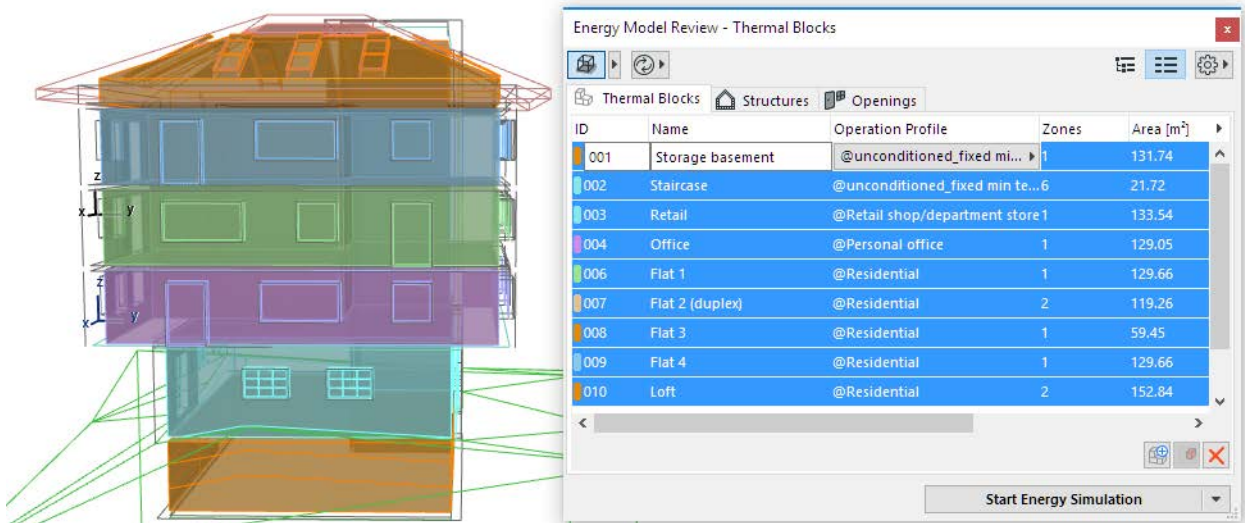 Energy Model Review - Thermal Blocks
x
Thermal Blocks Structures Openings
ID Name Operation Profile Zones Area [m²]
001 Storage basement @unconditioned_fixed mi... 1 131.74
002 Staircase @unconditioned_fixed min te... 6 21.72
003 Retail @Retail shop/department store 1 133.54
004 Office @Personal office 1 129.05
006 Flat 1 @Residential 1 129.66
007 Flat 2 (duplex) @Residential 2 119.26
008 Flat 3 @Residential 1 59.45
009 Flat 4 @Residential 1 129.66
010 Loft @Residential 2 152.84
Start Energy Simulation
z
x y
z
x y